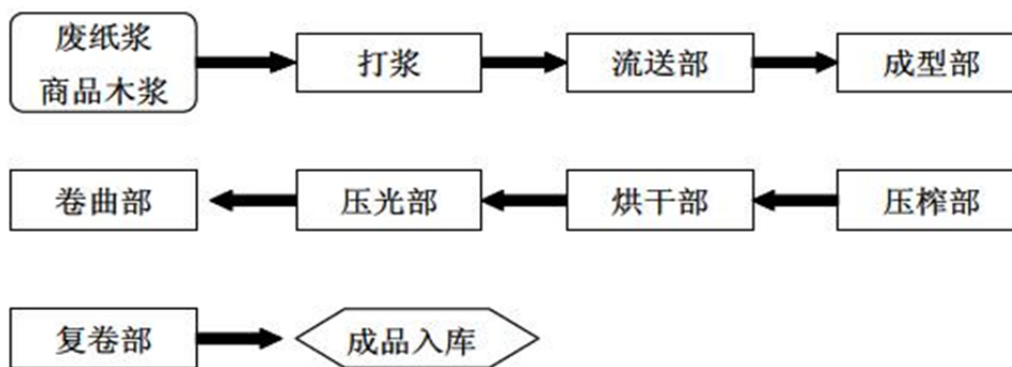 废纸浆
商品木浆
打浆
流送部
成型部
压榨部
烘干部
压光部
卷曲部
复卷部
成品入库